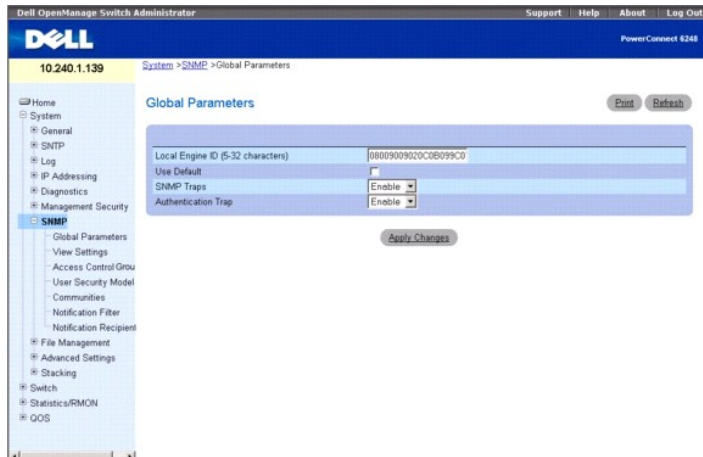 Dell OpenManage Switch Administrator
Support Help About Log Out
DELL
PowerConnect 6248
10.240.1.139
System >SNMP >Global Parameters
Home
System
General
SNTP
Log
IP Addressing
Diagnostics
Management Security
SNMP
Global Parameters
View Settings
Access Control Grou
User Security Model
Communities
Notification Filter
Notification Recipient
File Management
Advanced Settings
Stacking
Switch
Statistics/RMON
QOS
Global Parameters
Print Refresh
Local Engine ID (5-32 characters) 08009009020C0B099C0
Use Default
SNMP Traps Enable
Authentication Trap Enable
Apply Changes